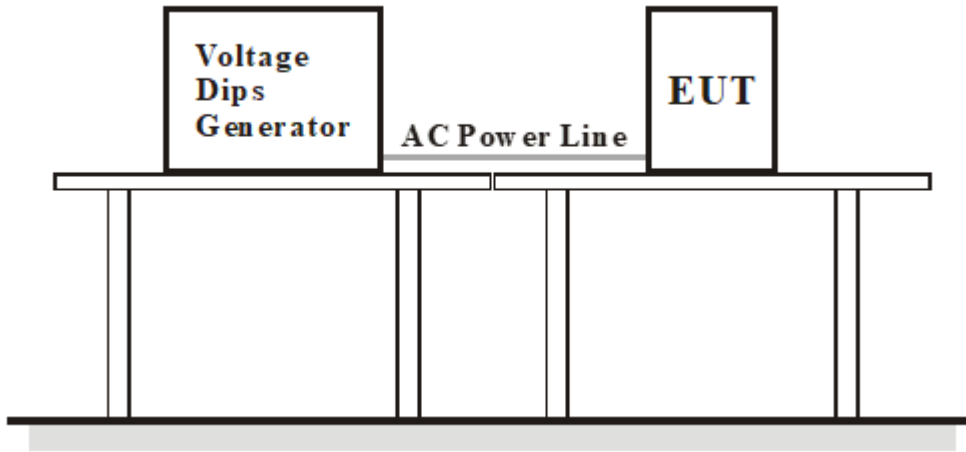 Voltage
Dips
Generator
AC Power Line
EUT